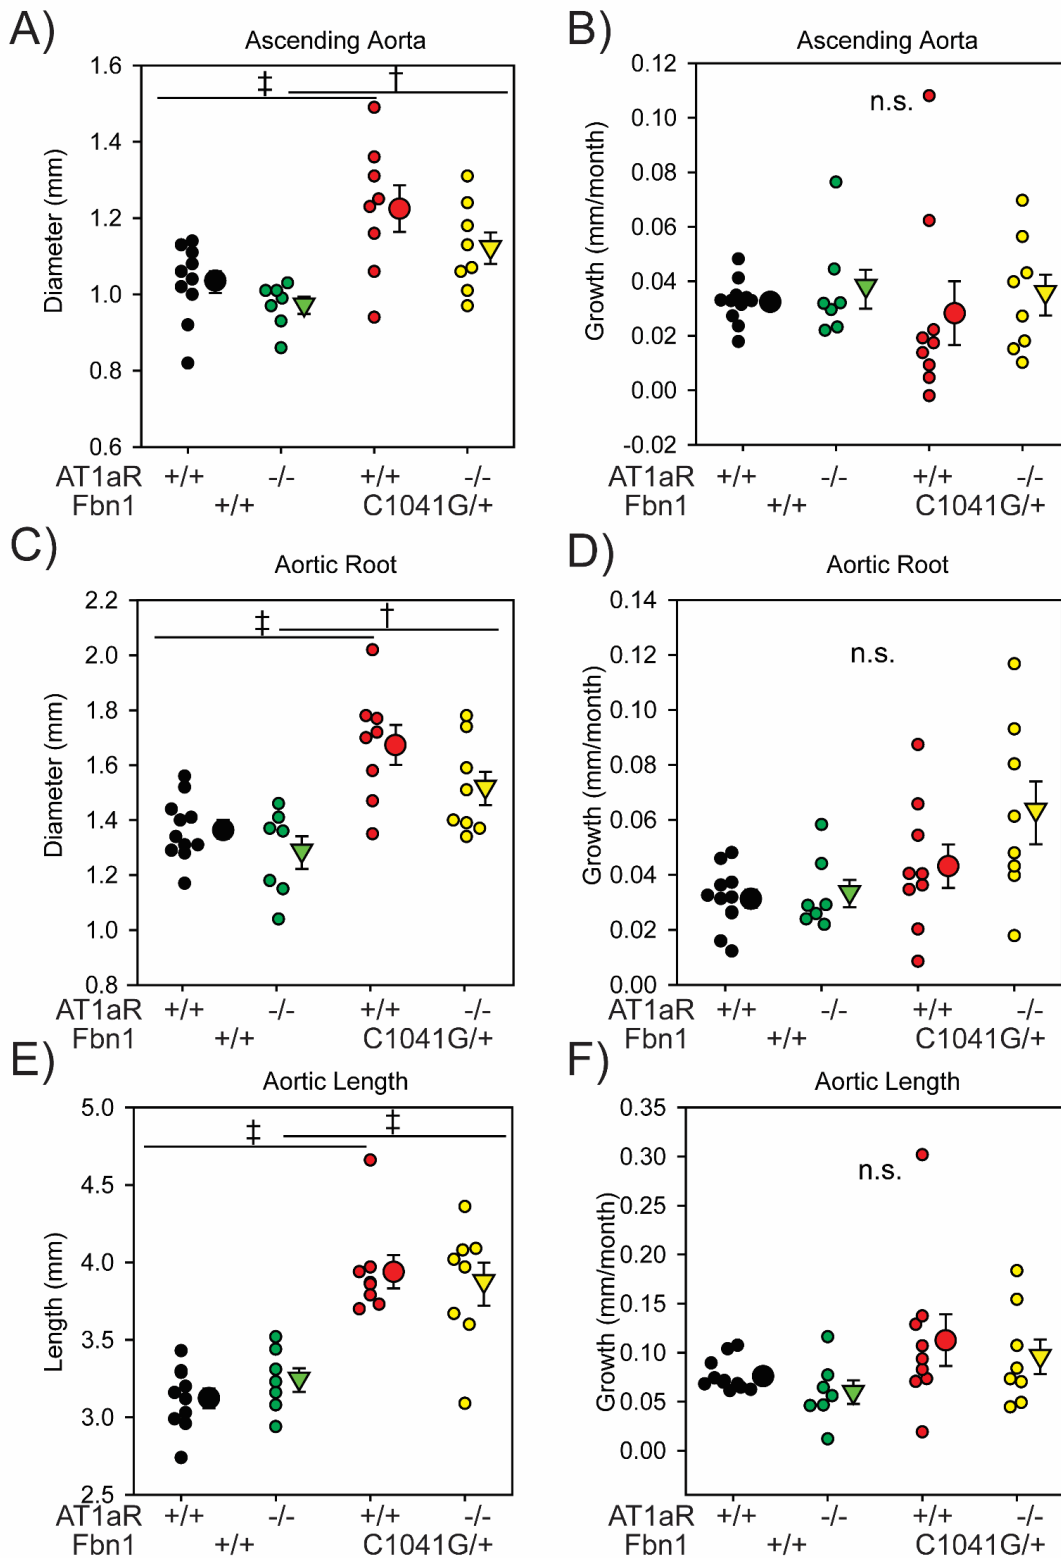 A)
Ascending Aorta
‡
†
Diameter (mm)
1.6
1.4
1.2
1.0
0.8
0.6
AT1aR +/+ -/- +/+ -/-
Fbn1 +/+ C1041G/+
B)
Ascending Aorta
n.s.
Growth (mm/month)
0.12
0.10
0.08
0.06
0.04
0.02
0.00
-0.02
+/+ -/- +/+ -/-
Fbn1 +/+ C1041G/+
AT1aR
C)
Aortic Root
‡
†
Diameter (mm)
2.2
2.0
1.8
1.6
1.4
1.2
1.0
0.8
AT1aR +/+ -/- +/+ -/-
Fbn1 +/+ C1041G/+
D)
Aortic Root
n.s.
Growth (mm/month)
0.14
0.12
0.10
0.08
0.06
0.04
0.02
0.00
AT1aR +/+ -/- +/+ -/-
Fbn1 +/+ C1041G/+
E)
Aortic Length
‡
‡
Length (mm)
5.0
4.5
4.0
3.5
3.0
2.5
AT1aR +/+ -/- +/+ -/-
Fbn1 +/+ C1041G/+
F)
Aortic Length
n.s.
Growth (mm/month)
0.35
0.30
0.25
0.20
0.15
0.10
0.05
0.00
AT1aR +/+ -/- +/+ -/-
Fbn1 +/+ C1041G/+